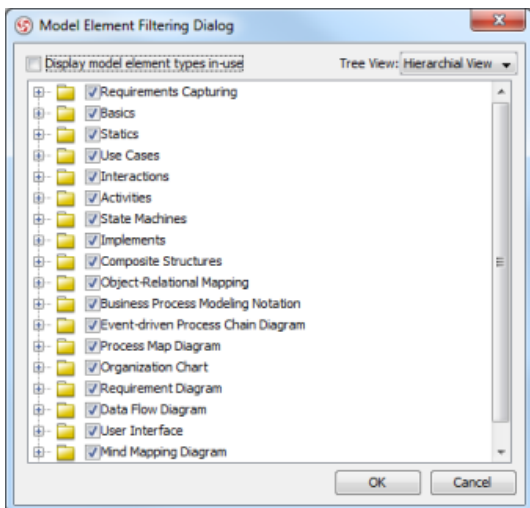 Model Element Filtering Dialog
Display model element types in-use Tree View: Hierarchial View
Requirements Capturing
Basics
Statics
Use Cases
Interactions
Activities
State Machines
Implements
Composite Structures
Object-Relational Mapping
Business Process Modeling Notation
Event-driven Process Chain Diagram
Process Map Diagram
Organization Chart
Requirement Diagram
Data Flow Diagram
User Interface
Mind Mapping Diagram
OK Cancel